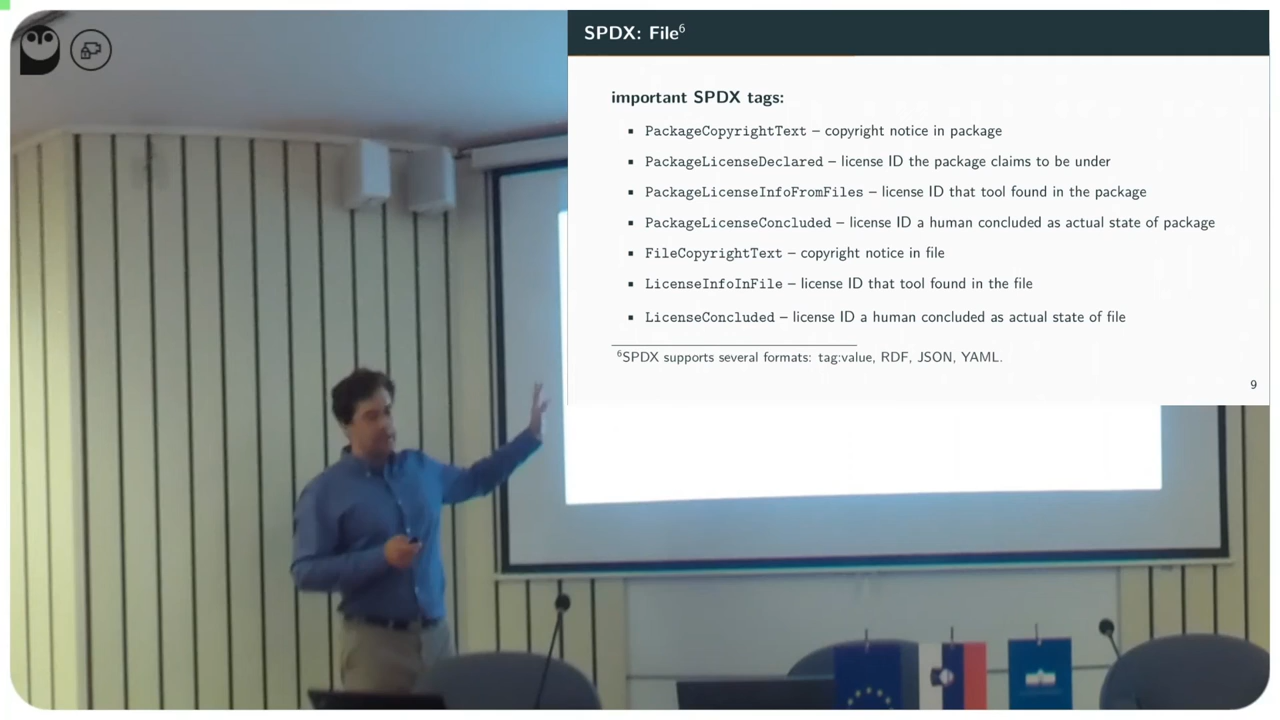 SPDX: File⁶
important SPDX tags:
▪ PackageCopyrightText – copyright notice in package
▪ PackageLicenseDeclared – license ID the package claims to be under
▪ PackageLicenseInfoFromFiles – license ID that tool found in the package
▪ PackageLicenseConcluded – license ID a human concluded as actual state of package
▪ FileCopyrightText – copyright notice in file
▪ LicenseInfoInFile – license ID that tool found in the file
▪ LicenseConcluded – license ID a human concluded as actual state of file
⁶SPDX supports several formats: tag:value, RDF, JSON, YAML.
9